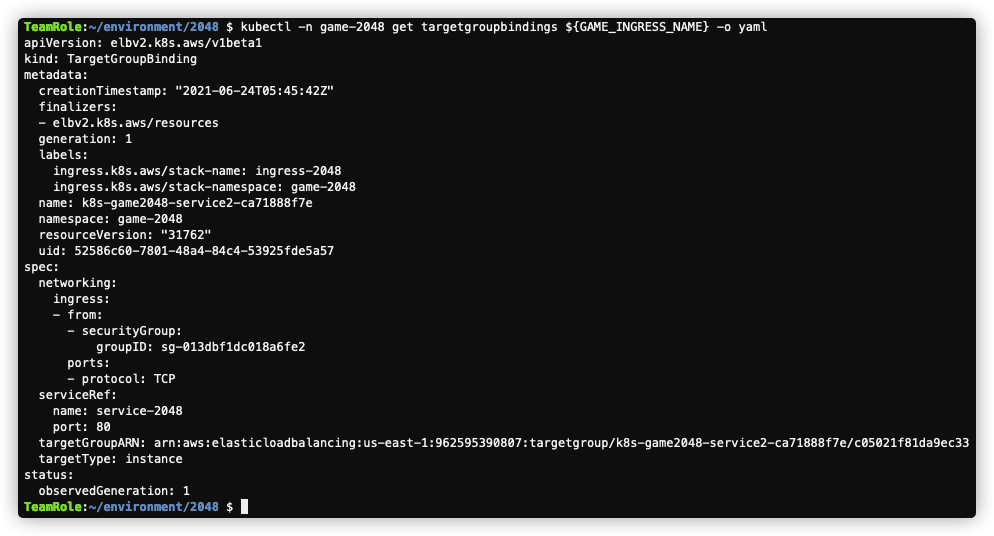 TeamRole:~/environment/2048 $ kubectl -n game-2048 get targetgroupbindings ${GAME_INGRESS_NAME} -o yaml
apiVersion: elbv2.k8s.aws/v1beta1
kind: TargetGroupBinding
metadata:
  creationTimestamp: "2021-06-24T05:45:42Z"
  finalizers:
  - elbv2.k8s.aws/resources
  generation: 1
  labels:
    ingress.k8s.aws/stack-name: ingress-2048
    ingress.k8s.aws/stack-namespace: game-2048
  name: k8s-game2048-service2-ca71888f7e
  namespace: game-2048
  resourceVersion: "31762"
  uid: 52586c60-7801-48a4-84c4-53925fde5a57
spec:
  networking:
    ingress:
    - from:
      - securityGroup:
          groupID: sg-013dbf1dc018a6fe2
      ports:
      - protocol: TCP
  serviceRef:
    name: service-2048
    port: 80
  targetGroupARN: arn:aws:elasticloadbalancing:us-east-1:962595390807:targetgroup/k8s-game2048-service2-ca71888f7e/c05021f81da9ec33
  targetType: instance
status:
  observedGeneration: 1
TeamRole:~/environment/2048 $